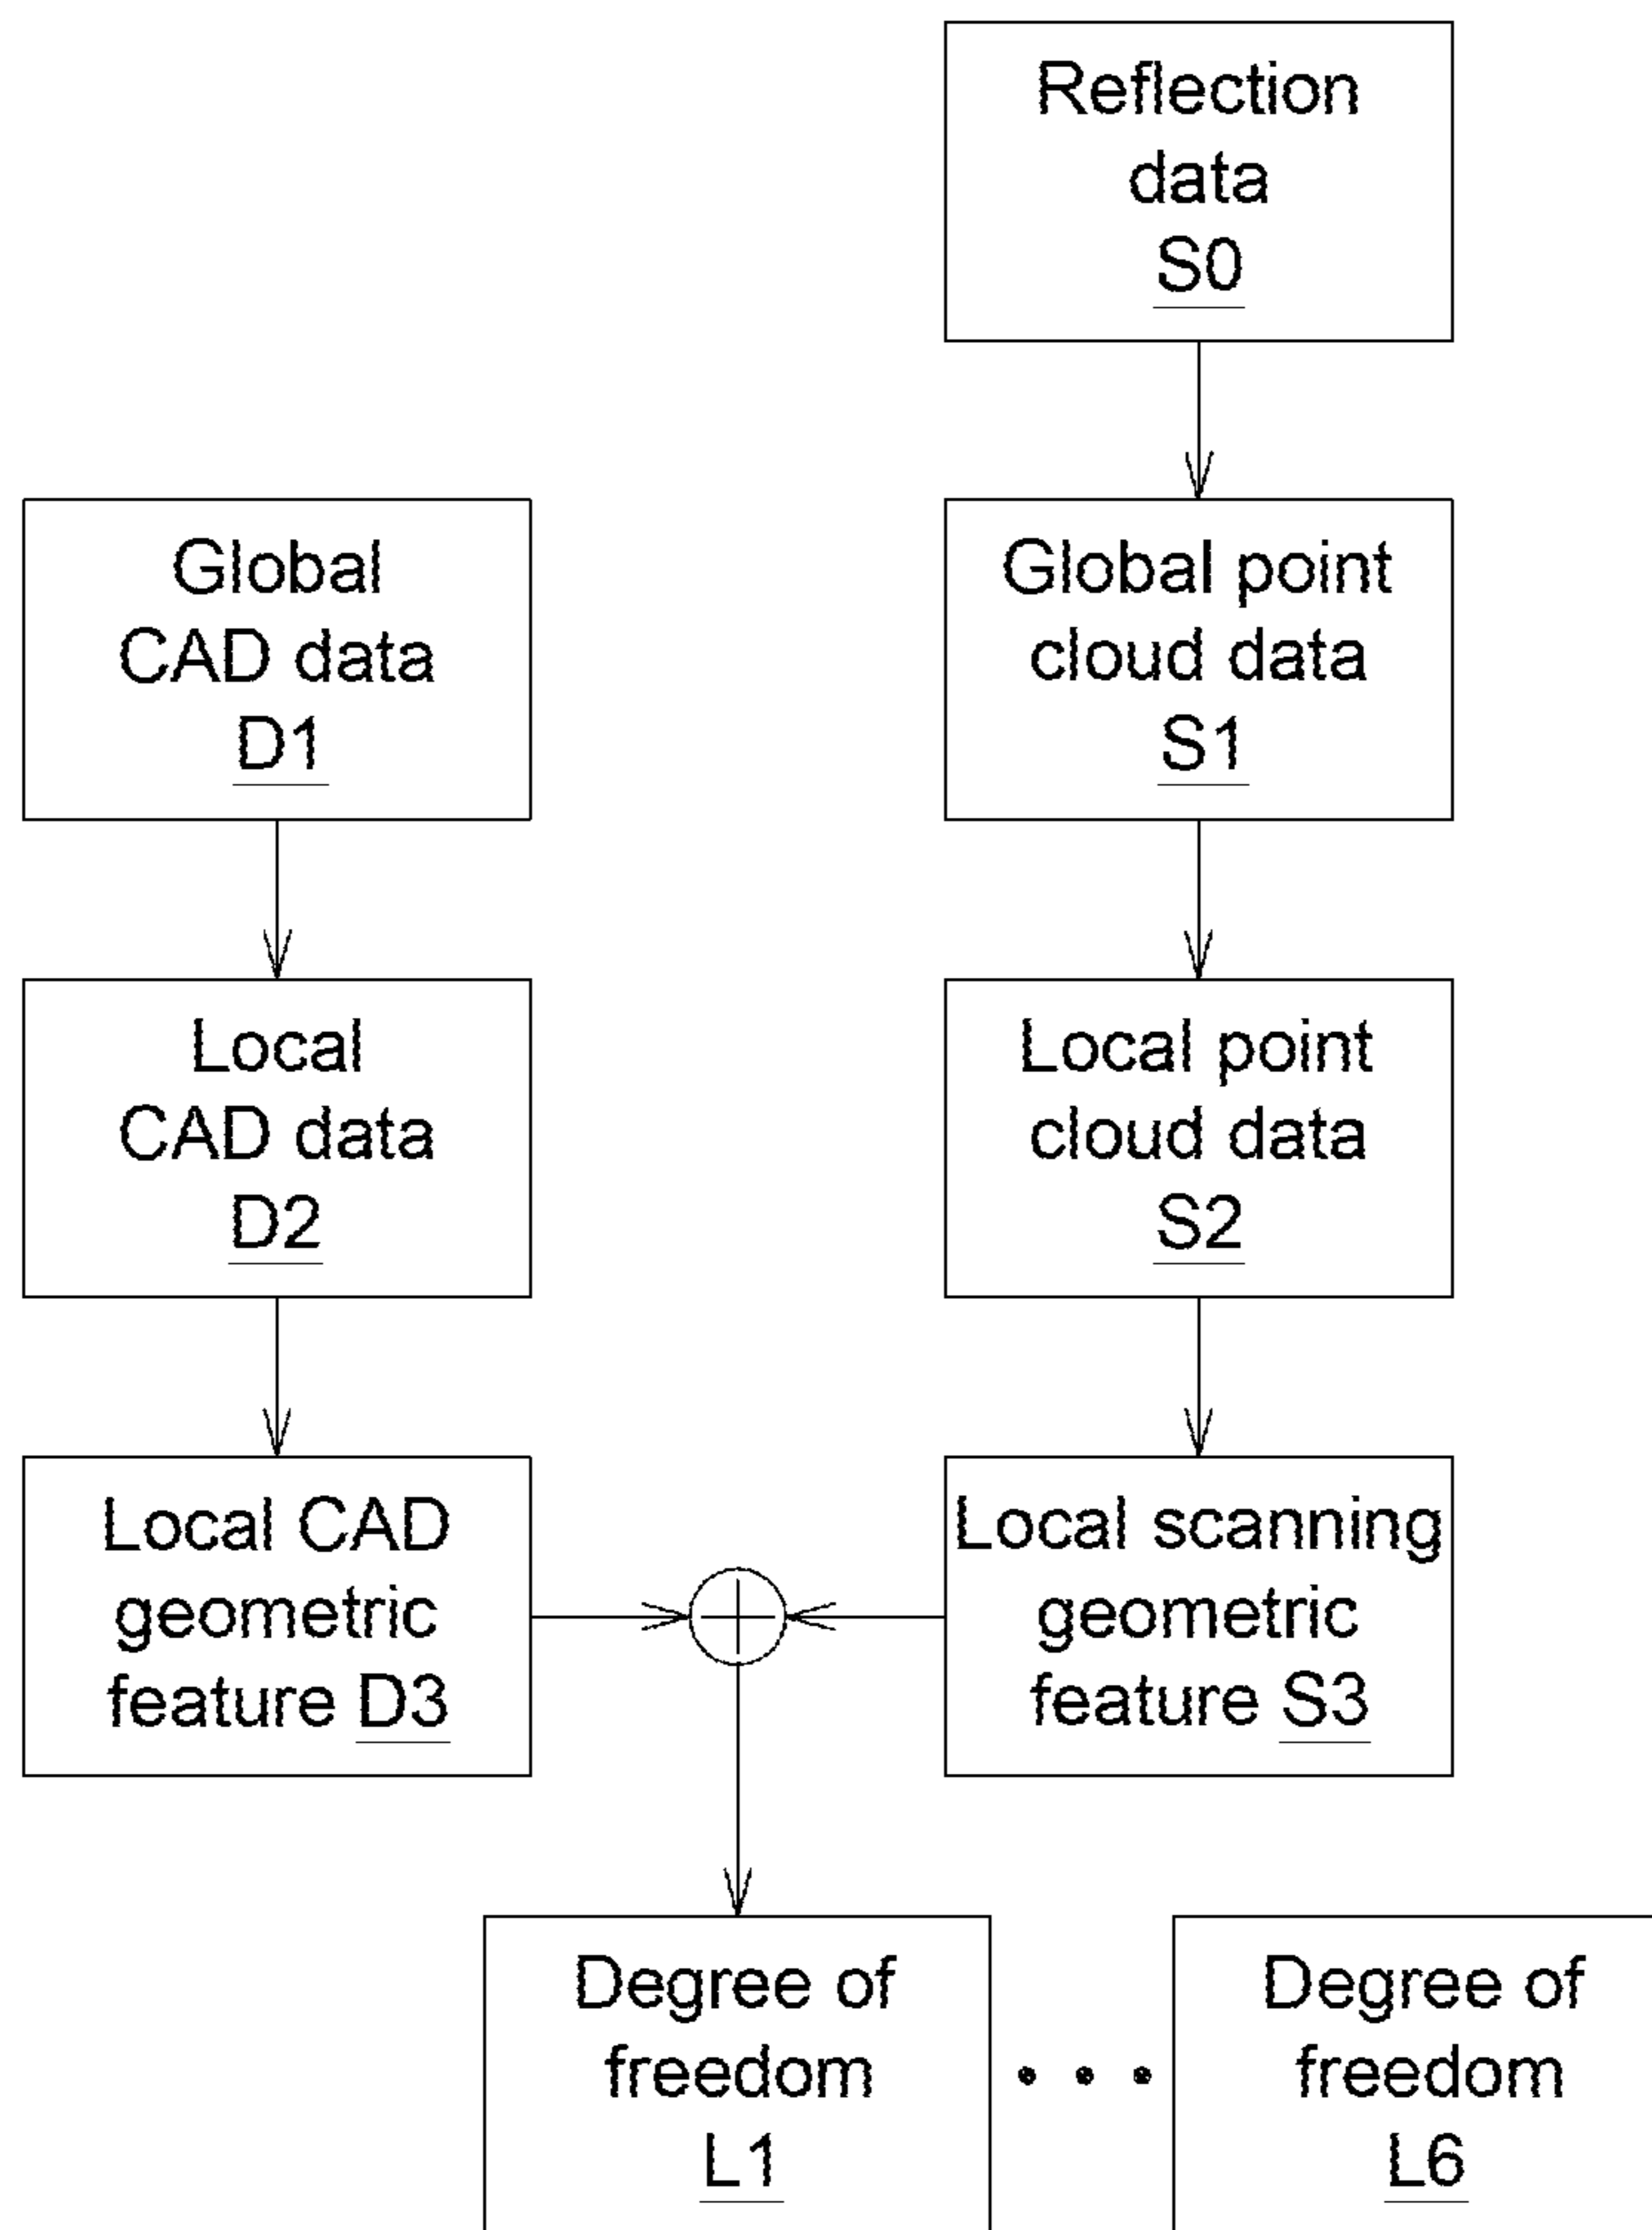 Reflection
data
S0
Global
CAD data
D1
Global point
cloud data
S1
Local
CAD data
D2
Local point
cloud data
S2
Local CAD
geometric
feature D3
Local scanning
geometric
feature S3
Degree of
freedom
L1
• • •
Degree of
freedom
L6